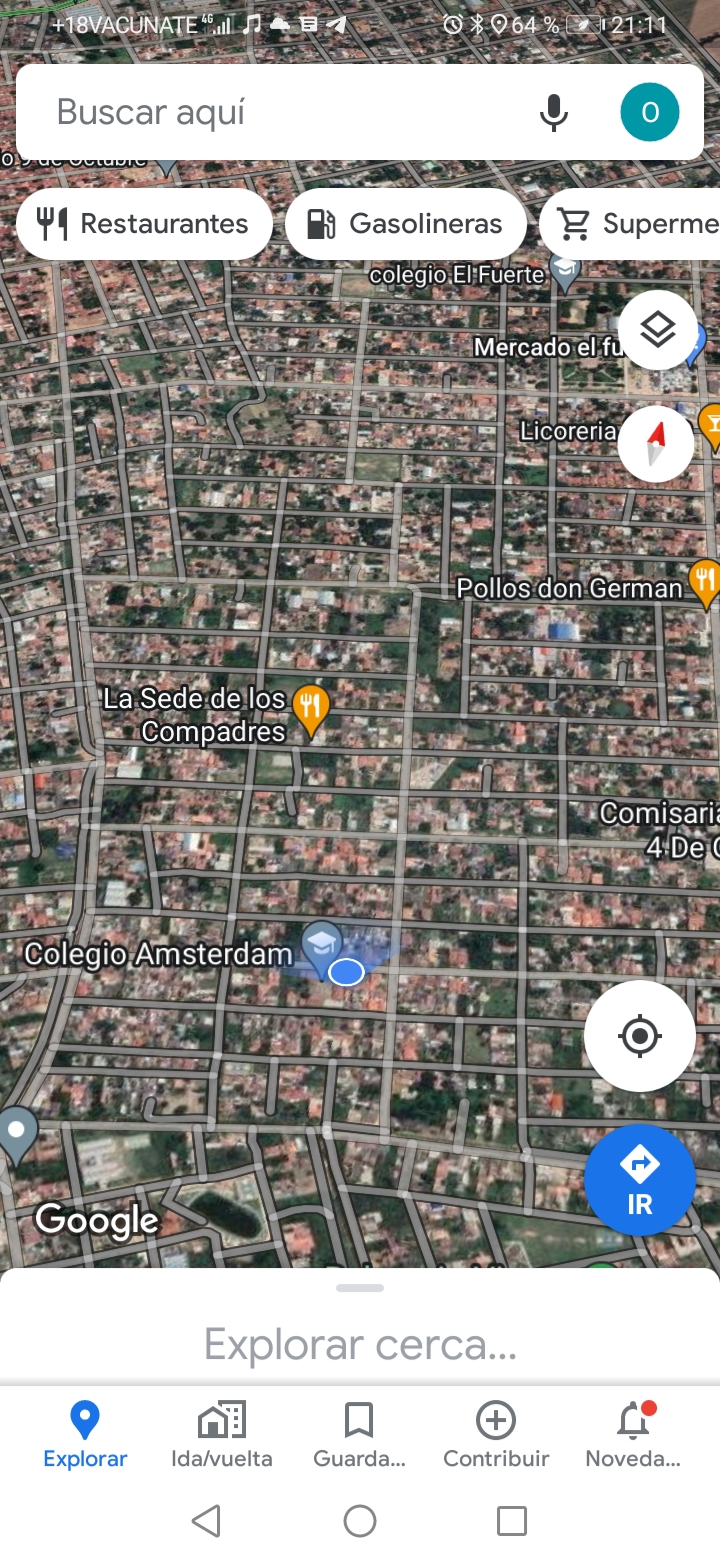 +18VACUNATE 4G 64 % 21:11
Buscar aquí
O
o 9 de Octubre
Restaurantes
Gasolineras
Superme
colegio El Fuerte
Mercado el fu
Licoreria
Pollos don German
La Sede de los
Compadres
Comisaria
4 De
Colegio Amsterdam
IR
Google
Explorar cerca...
Explorar
Ida/vuelta
Guarda...
Contribuir
Noveda...